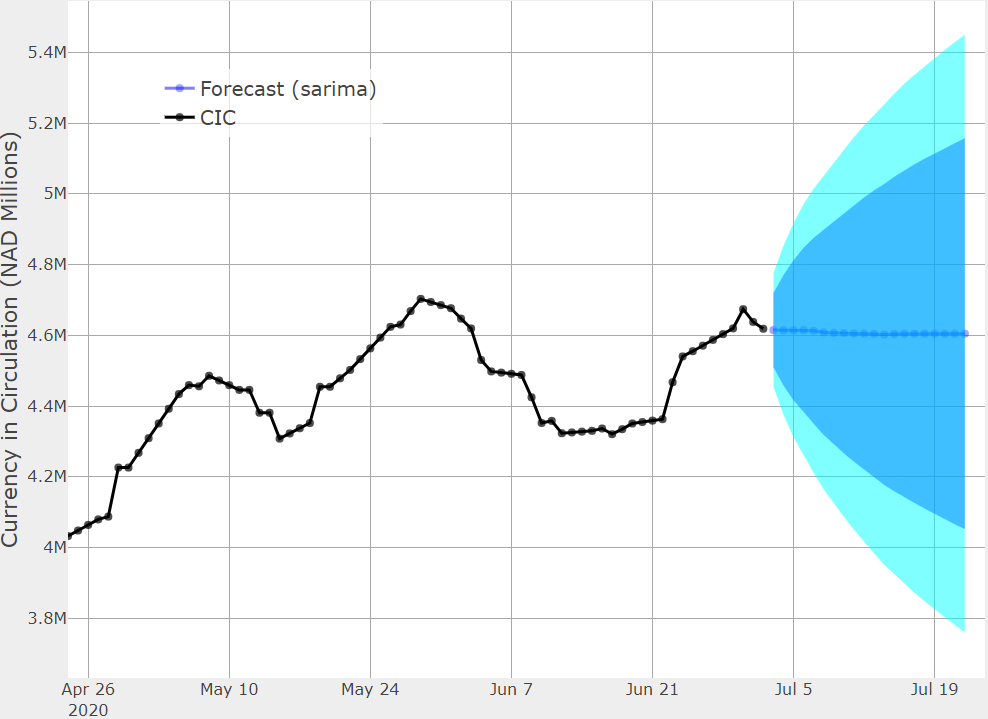 Currency in Circulation (NAD Millions)
5.4M
5.2M
5M
4.8M
4.6M
4.4M
4.2M
4M
3.8M
Forecast (sarima)
CIC
Apr 26
2020
May 10
May 24
Jun 7
Jun 21
Jul 5
Jul 19